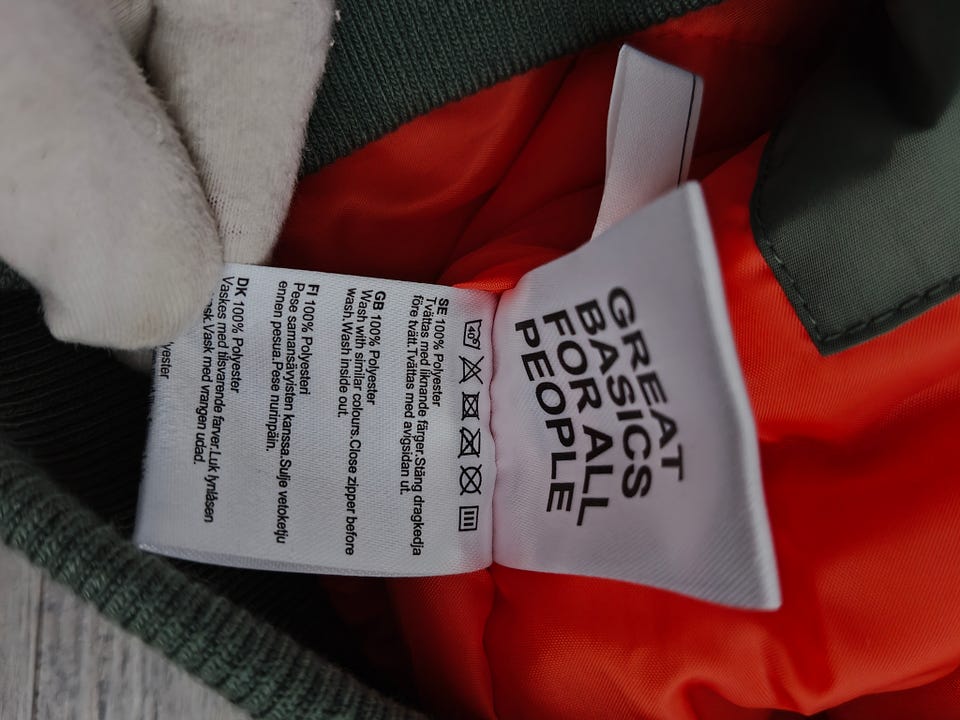 GREAT
BASICS
FOR ALL
PEOPLE
40°
SE 100% Polyester
Tvättas med liknande färger.Stäng dragkedja
före tvätt.Tvättas med avigsidan ut.
GB 100% Polyester
Wash with similar colours.Close zipper before
wash.Wash inside out.
FI 100% Polyesteri
Pese samansävyisten kanssa.Sulje vetoketju
ennen pesua.Pese nurinpäin.
DK 100% Polyester
Vaskes med tilsvarende farver.Luk lynlåsen
Vask med vrangen udad.